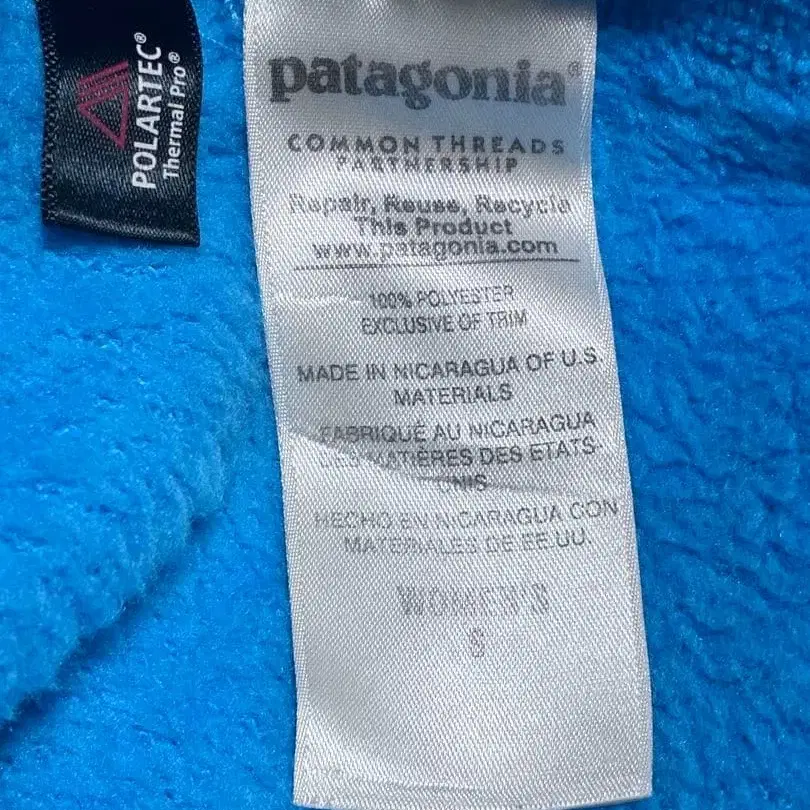 POLARTEC®
Thermal Pro®
patagonia®
COMMON THREADS
PARTNERSHIP
Repair, Reuse, Recycle
This Product
www.patagonia.com
100% POLYESTER
EXCLUSIVE OF TRIM
MADE IN NICARAGUA OF U.S.
MATERIALS
FABRIQUÉ AU NICARAGUA
DES MATIÈRES DES ETATS-
UNIS
HECHO EN NICARAGUA CON
MATERIALES DE EE.UU.
WOMEN'S
S